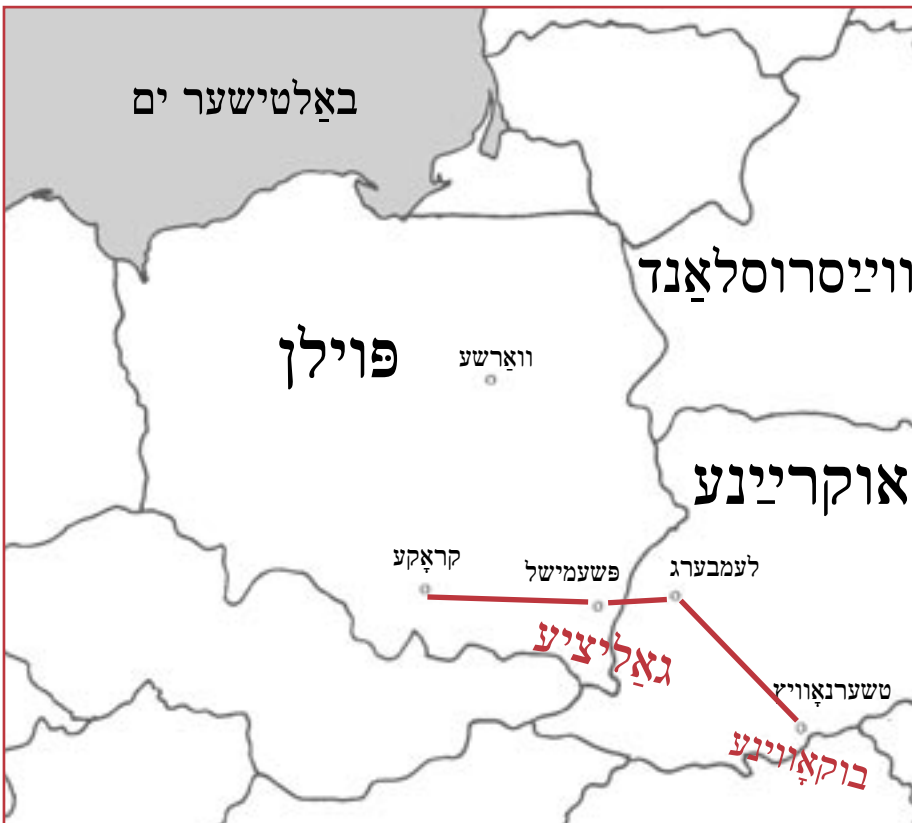 באַלטישער ים
ווײַסרוסלאַנד
פּוילן
וואַרשע
אוקרײַנע
קראָקע
פּשעמישל
לעמבערג
גאַליציע
טשערנאָוויץ
בוקאָווינע